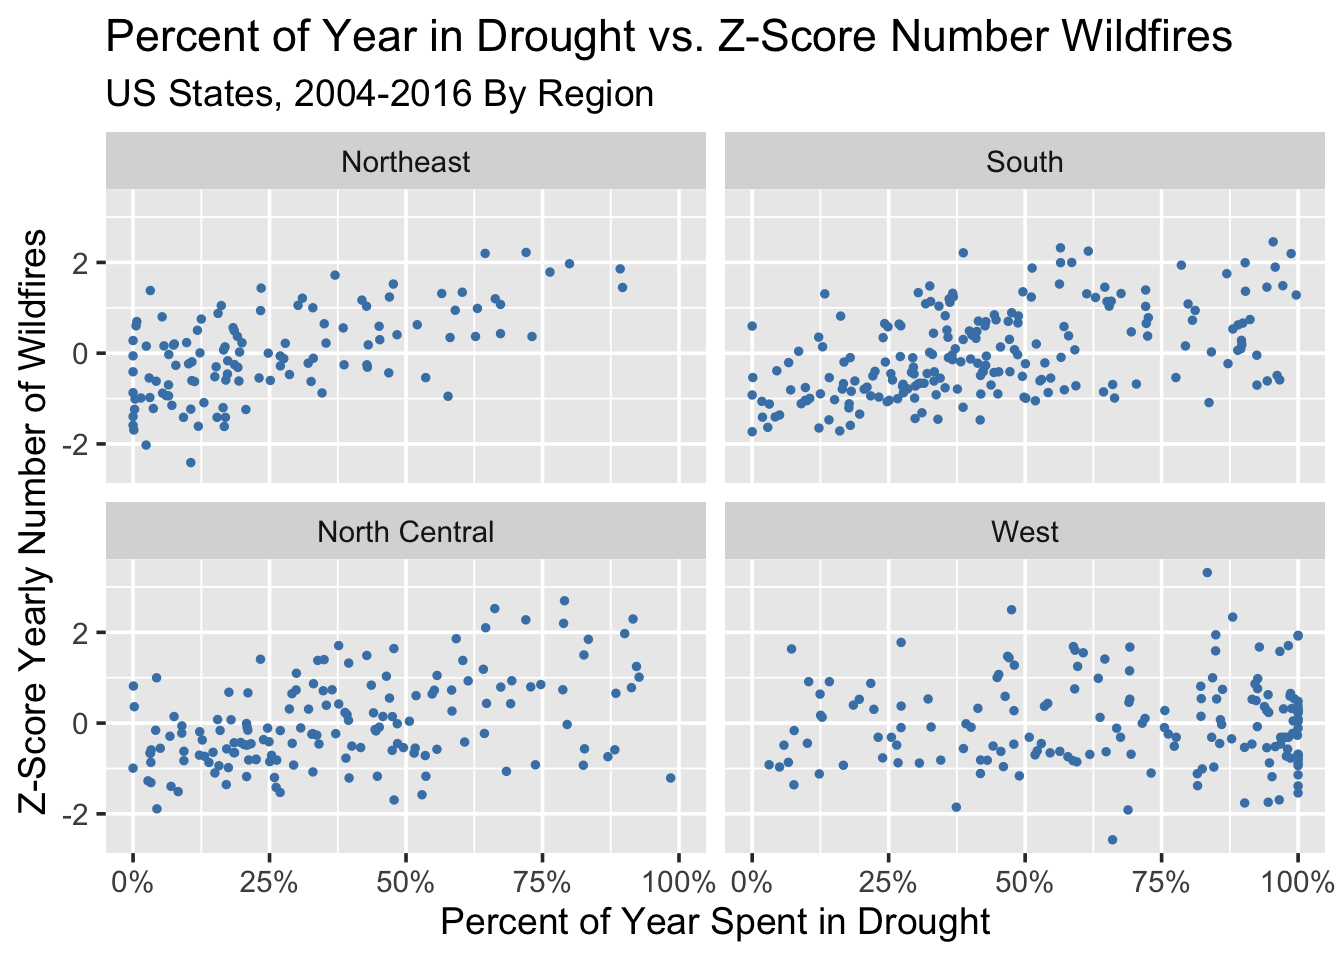 Percent of Year in Drought vs. Z-Score Number Wildfires
US States, 2004-2016 By Region
Northeast
South
2
0
-2
North Central
West
2
0
-2
0%
25%
50%
75%
100%
0%
25%
50%
75%
100%
Percent of Year Spent in Drought
Z-Score Yearly Number of Wildfires